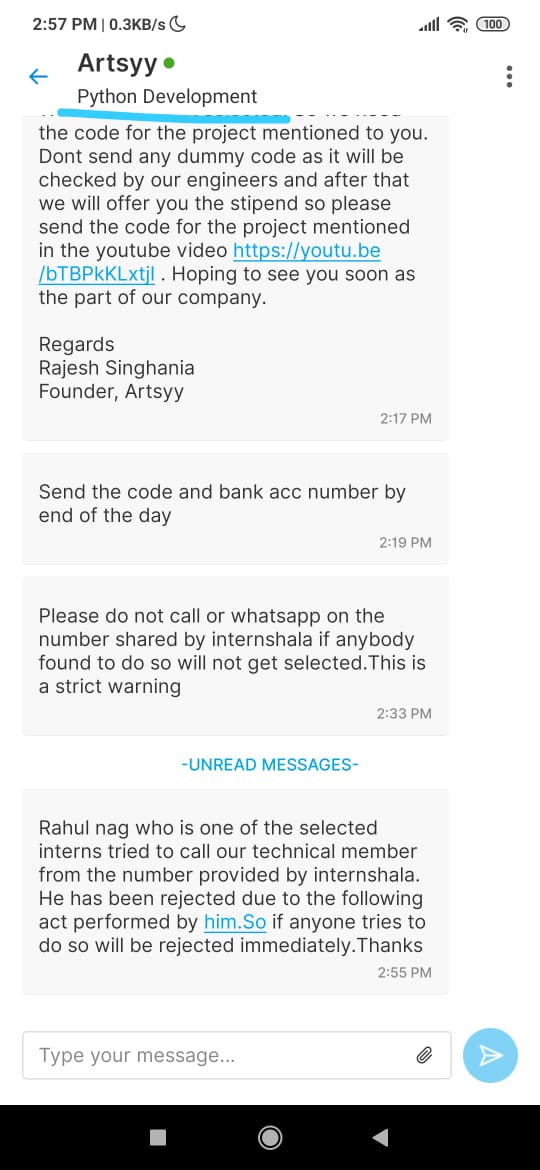 2:57 PM | 0.3KB/s
100
Artsyy
Python Development
the code for the project mentioned to you.
Dont send any dummy code as it will be
checked by our engineers and after that
we will offer you the stipend so please
send the code for the project mentioned
in the youtube video https://youtu.be
/bTBPkKLxtjI . Hoping to see you soon as
the part of our company.
Regards
Rajesh Singhania
Founder, Artsyy
2:17 PM
Send the code and bank acc number by
end of the day
2:19 PM
Please do not call or whatsapp on the
number shared by internshala if anybody
found to do so will not get selected.This is
a strict warning
2:33 PM
-UNREAD MESSAGES-
Rahul nag who is one of the selected
interns tried to call our technical member
from the number provided by internshala.
He has been rejected due to the following
act performed by him.So if anyone tries to
do so will be rejected immediately.Thanks
2:55 PM
Type your message...